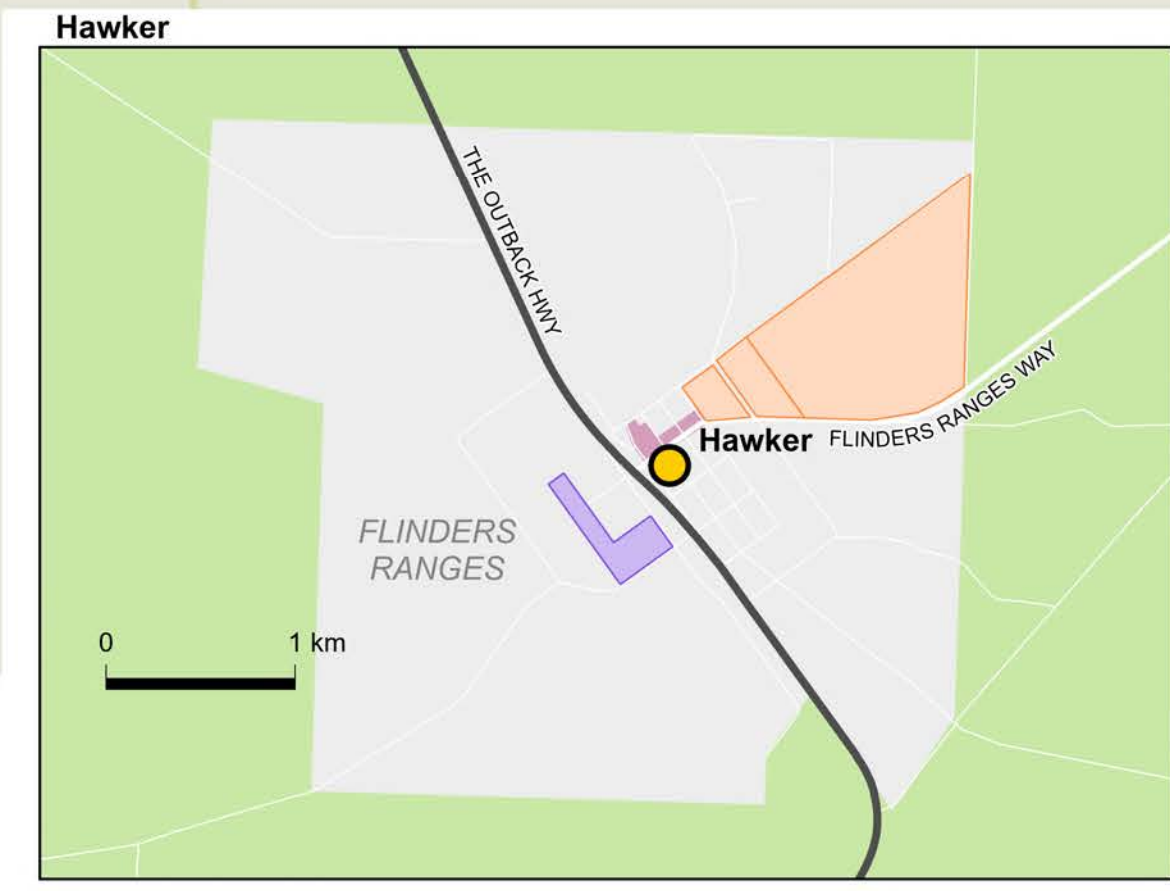 Hawker
THE OUTBACK HWY
Hawker
FLINDERS RANGES WAY
FLINDERS
RANGES
0 1 km